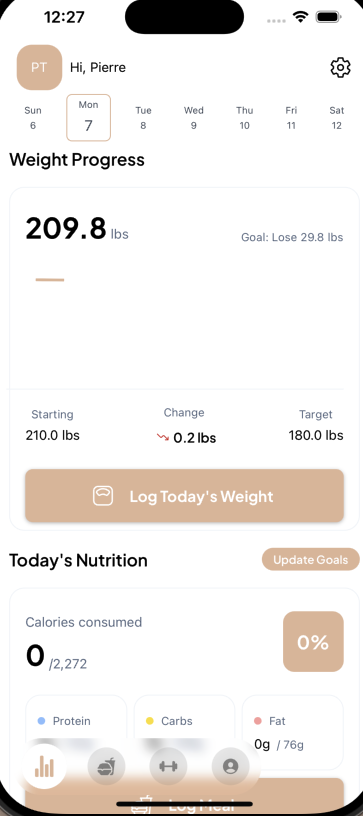 12:27
PT Hi, Pierre
Sun Mon Tue Wed Thu Fri Sat
6 7 8 9 10 11 12
Weight Progress
209.8 lbs
Goal: Lose 29.8 lbs
Starting Change Target
210.0 lbs 0.2 lbs 180.0 lbs
Log Today's Weight
Today's Nutrition Update Goals
Calories consumed
0 /2,272
0%
Protein Carbs Fat
0g / 76g
Log Meal